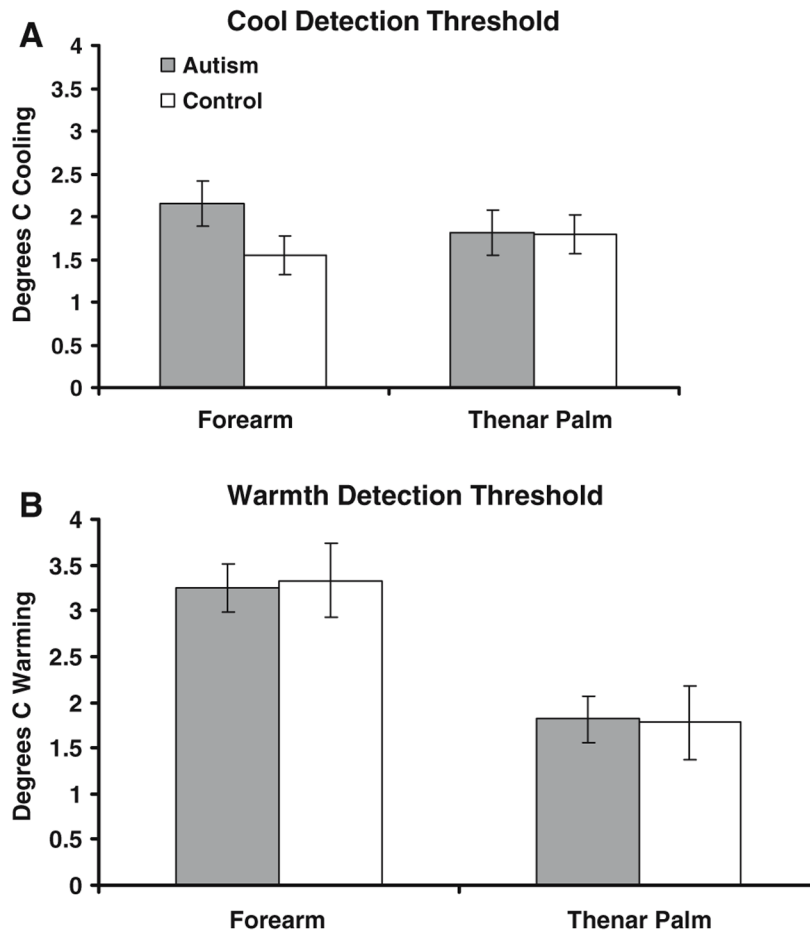 A
Cool Detection Threshold
Degrees C Cooling
4
3.5
3
2.5
2
1.5
1
0.5
0
Autism
Control
Forearm
Thenar Palm
B
Warmth Detection Threshold
Degrees C Warming
4
3.5
3
2.5
2
1.5
1
0.5
0
Forearm
Thenar Palm